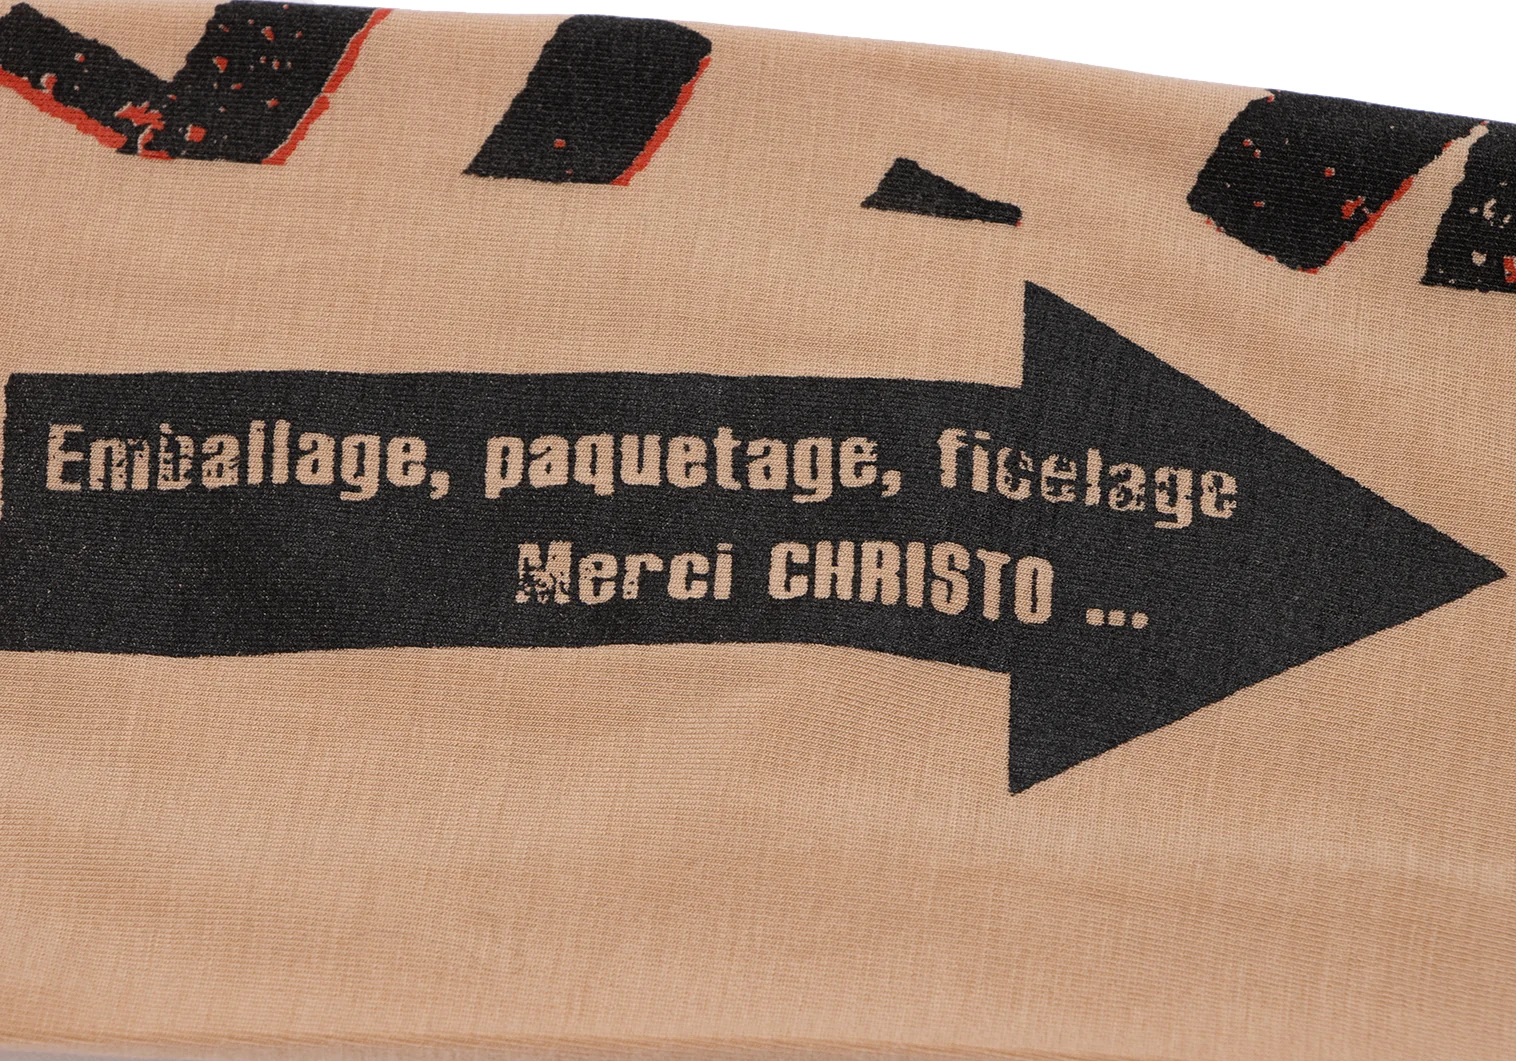 Emballage, paquetage, ficelage
Merci CHRISTO ...